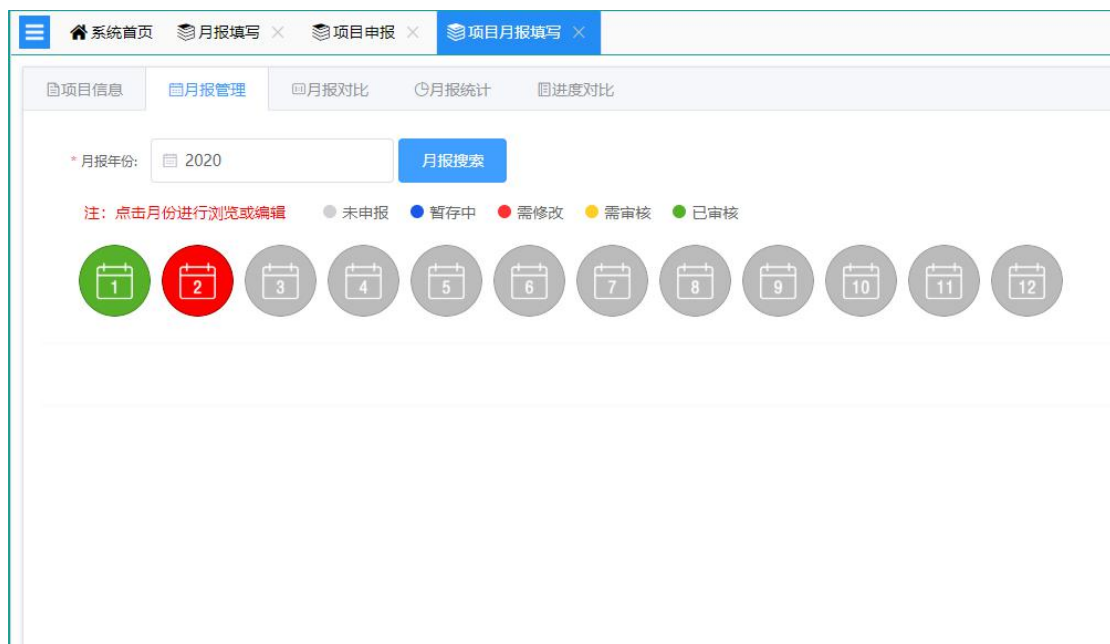 系统首页 月报填写 项目申报 项目月报填写
项目信息 月报管理 月报对比 月报统计 进度对比
* 月报年份: 2020 月报搜索
注：点击月份进行浏览或编辑 未申报 暂存中 需修改 需审核 已审核
1 2 3 4 5 6 7 8 9 10 11 12